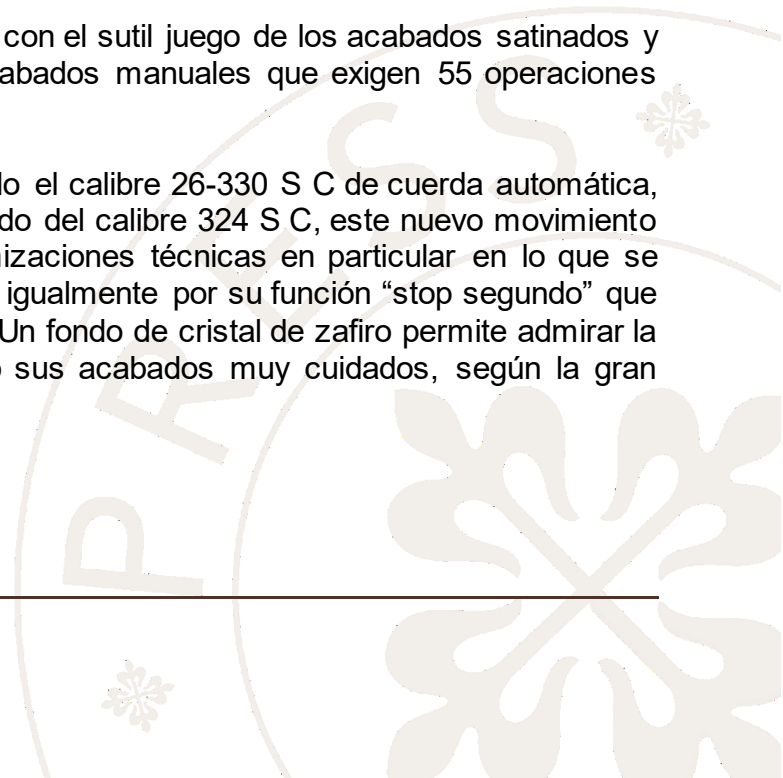 con el sutil juego de los acabados satinados y
abados manuales que exigen 55 operaciones
lo el calibre 26-330 S C de cuerda automática,
do del calibre 324 S C, este nuevo movimiento
izaciones técnicas en particular en lo que se
igualmente por su función “stop segundo” que
Un fondo de cristal de zafiro permite admirar la
sus acabados muy cuidados, según la gran
PRESS